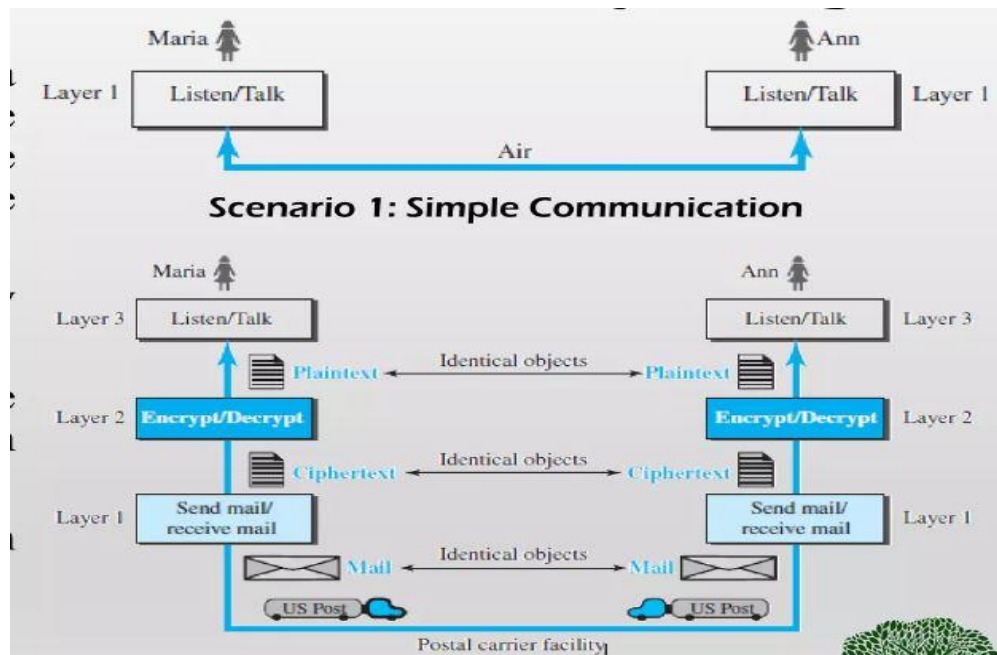 Maria Ann
Layer 1 Listen/Talk Listen/Talk Layer 1
Air
Scenario 1: Simple Communication
Maria Ann
Layer 3 Listen/Talk Listen/Talk Layer 3
Identical objects
Plaintext Plaintext
Layer 2 Encrypt/Decrypt Encrypt/Decrypt Layer 2
Identical objects
Ciphertext Ciphertext
Layer 1 Send mail/ receive mail Send mail/ receive mail Layer 1
Identical objects
Mail Mail
US Post US Post
Postal carrier facility